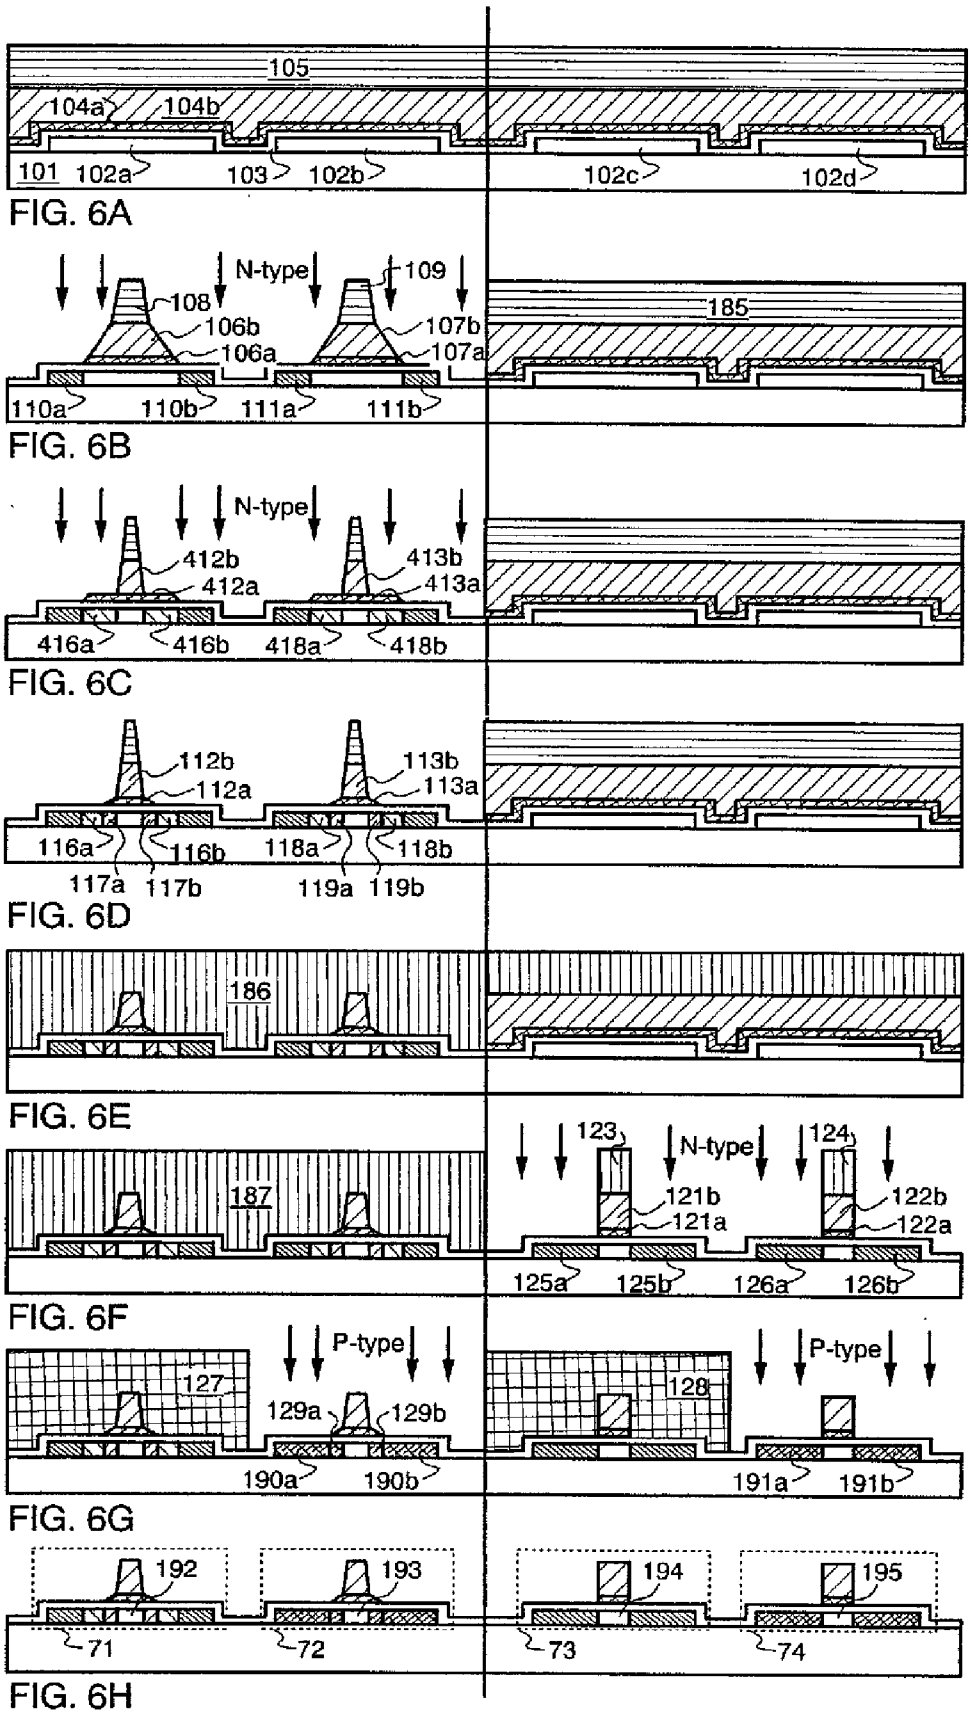 105
104a 104b
101 102a 103 102b 102c 102d
FIG. 6A
N-type 109
108 185
106b 107b
106a 107a
110a 110b 111a 111b
FIG. 6B
N-type
412b 413b
412a 413a
416a 416b 418a 418b
FIG. 6C
112b 113b
112a 113a
116a 116b 118a 118b
117a 117b 119a 119b
FIG. 6D
186
FIG. 6E
123 N-type 124
187 121b 122b
121a 122a
125a 125b 126a 126b
FIG. 6F
P-type P-type
127 128
129a 129b
190a 190b 191a 191b
FIG. 6G
192 193 194 195
71 72 73 74
FIG. 6H